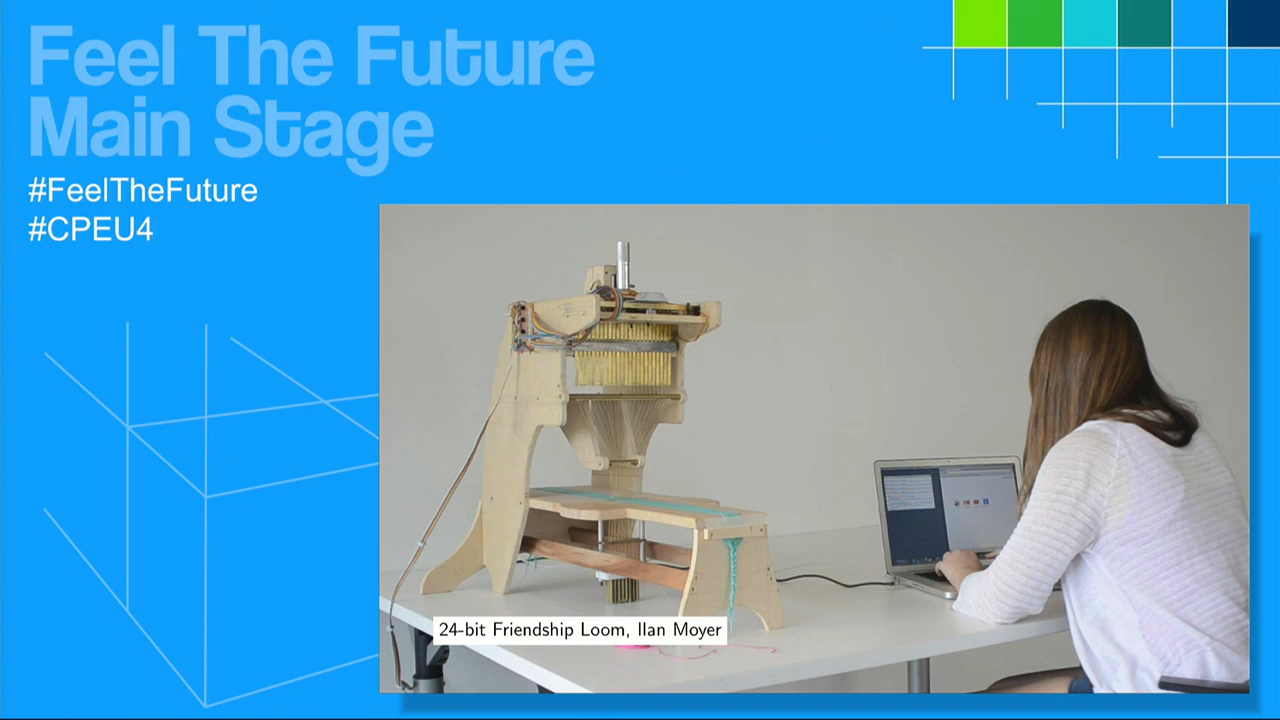 Feel The Future
Main Stage
#FeelTheFuture
#CPEU4
24-bit Friendship Loom, Ilan Moyer